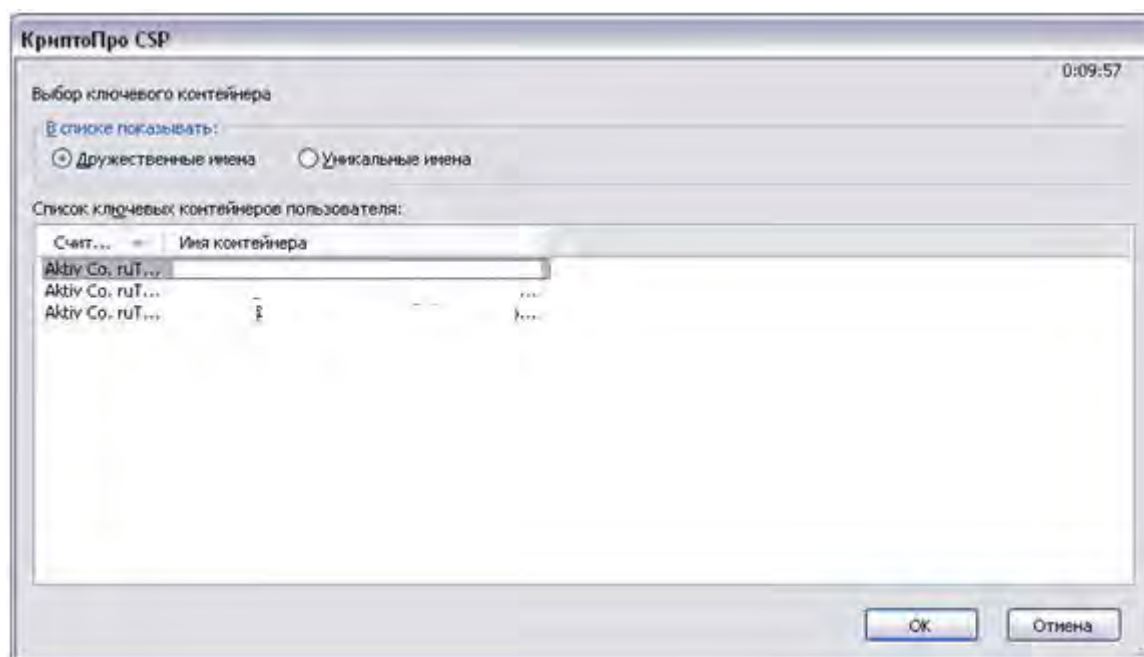 КриптоПро CSP
0:09:57
Выбор ключевого контейнера
В списке показывать:
Дружественные имена Уникальные имена
Список ключевых контейнеров пользователя:
Счит... Имя контейнера
Aktiv Co. ruT...
Aktiv Co. ruT... ...
Aktiv Co. ruT... )...
ОК Отмена